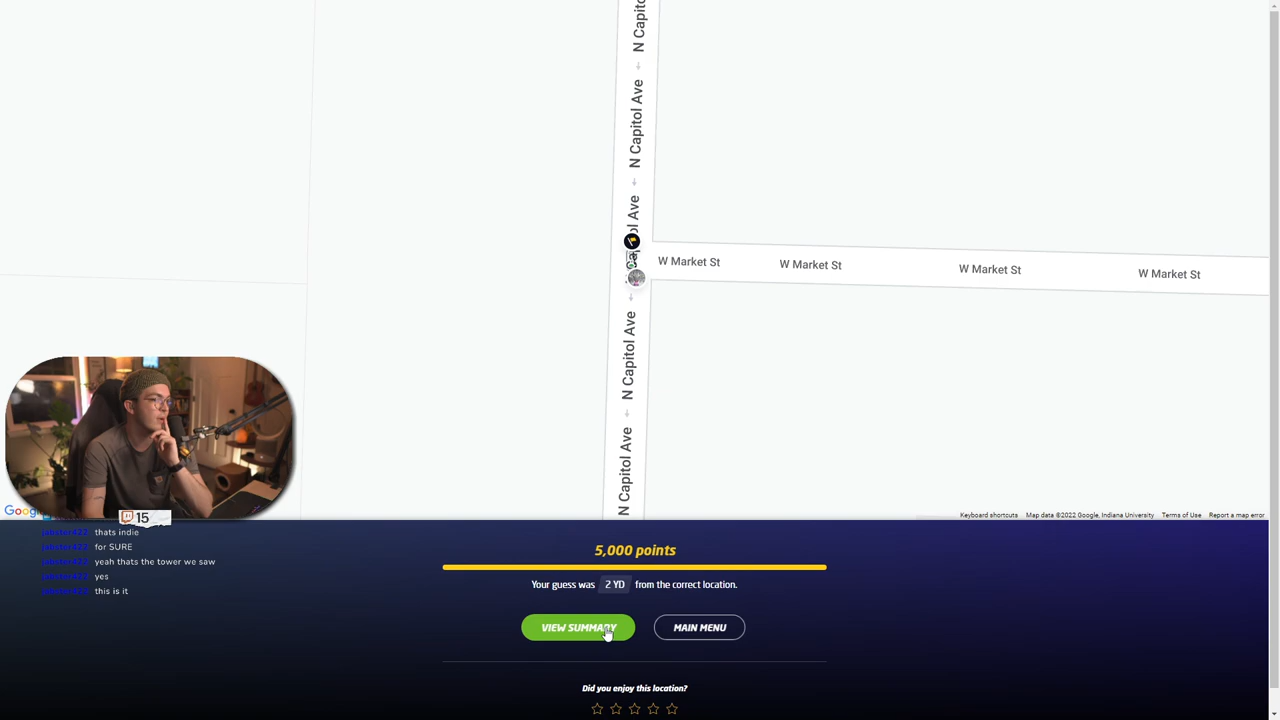 N Capito
N Capitol Ave
ol Ave
W Market St
W Market St
W Market St
W Market St
N Capitol Ave
N Capitol Ave
Goog
Keyboard shortcuts
Map data ©2022 Google, Indiana University
Terms of Use
Report a map error
15
thats indie
for SURE
yeah thats the tower we saw
yes
this is it
5,000 points
Your guess was 2 YD from the correct location.
VIEW SUMMARY
MAIN MENU
Did you enjoy this location?